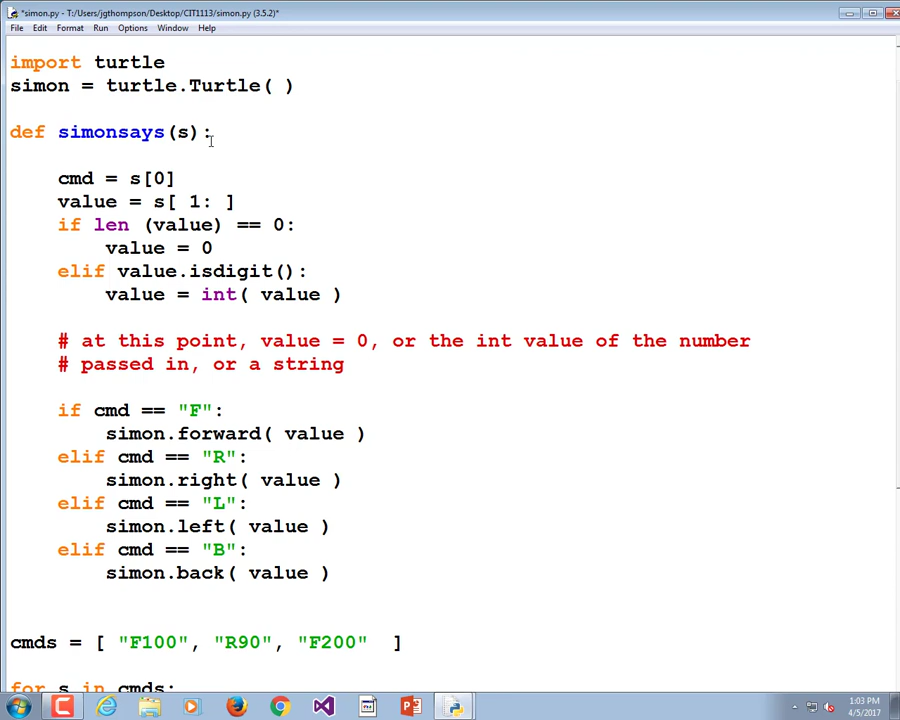 *simon.py - T:/Users/jgthompson/Desktop/CIT1113/simon.py (3.5.2)*
File Edit Format Run Options Window Help
import turtle
simon = turtle.Turtle( )
def simonsays(s):
cmd = s[0]
value = s[ 1: ]
if len (value) == 0:
value = 0
elif value.isdigit():
value = int( value )
# at this point, value = 0, or the int value of the number
# passed in, or a string
if cmd == "F":
simon.forward( value )
elif cmd == "R":
simon.right( value )
elif cmd == "L":
simon.left( value )
elif cmd == "B":
simon.back( value )
cmds = [ "F100", "R90", "F200"  ]
for s in cmds:
1:03 PM
4/5/2017